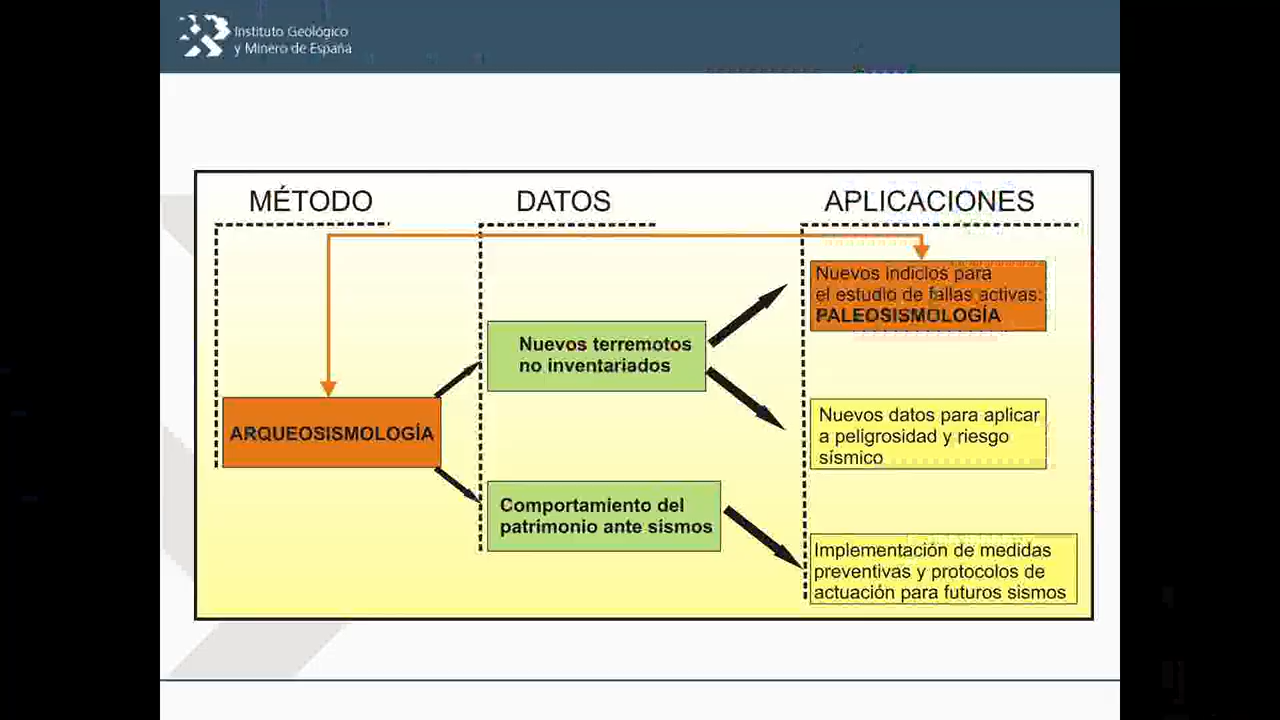 Instituto Geológico
y Minero de España
MÉTODO
DATOS
APLICACIONES
Nuevos indicios para
el estudio de fallas activas:
PALEOSISMOLOGÍA
Nuevos terremotos
no inventariados
ARQUEOSISMOLOGÍA
Nuevos datos para aplicar
a peligrosidad y riesgo
sísmico
Comportamiento del
patrimonio ante sismos
Implementación de medidas
preventivas y protocolos de
actuación para futuros sismos